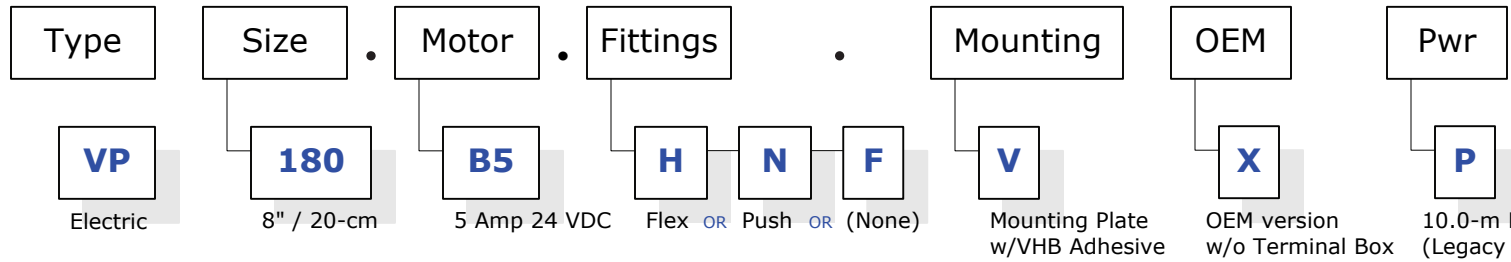 Type Size . Motor . Fittings . Mounting OEM Pwr
VP 180 B5 H N F V X P
Electric 8" / 20-cm 5 Amp 24 VDC Flex OR Push OR (None) Mounting Plate OEM version 10.0-m
w/VHB Adhesive w/o Terminal Box (Legacy